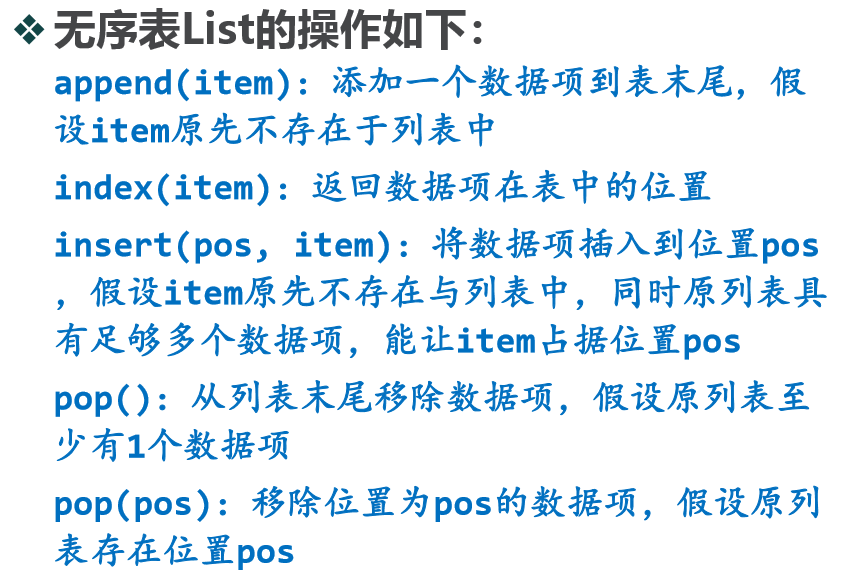 ❖ 无序表List的操作如下：
append(item): 添加一个数据项到表末尾，假
设item原先不存在于列表中
index(item): 返回数据项在表中的位置
insert(pos, item): 将数据项插入到位置pos
，假设item原先不存在与列表中，同时原列表具
有足够多个数据项，能让item占据位置pos
pop(): 从列表末尾移除数据项，假设原列表至
少有1个数据项
pop(pos): 移除位置为pos的数据项，假设原列
表存在位置pos